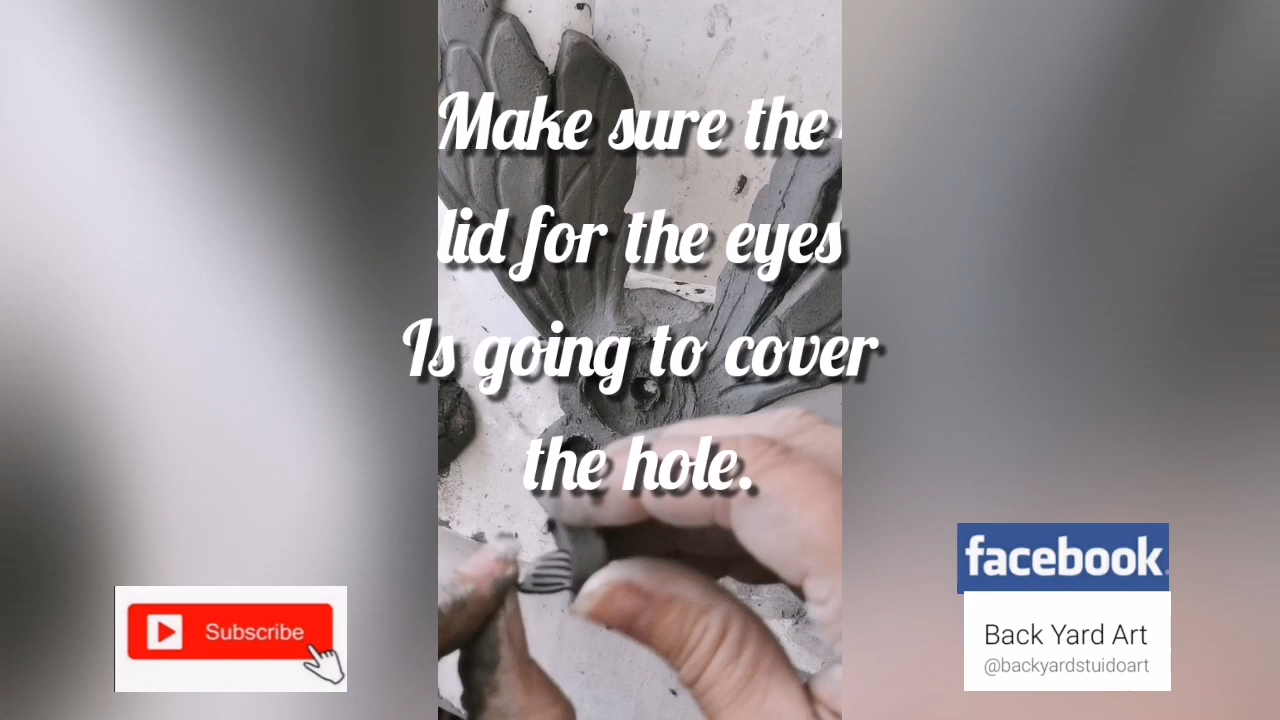 Make sure the
lid for the eyes
Is going to cover
the hole.
Subscribe
facebook
Back Yard Art
@backyardstuidoart